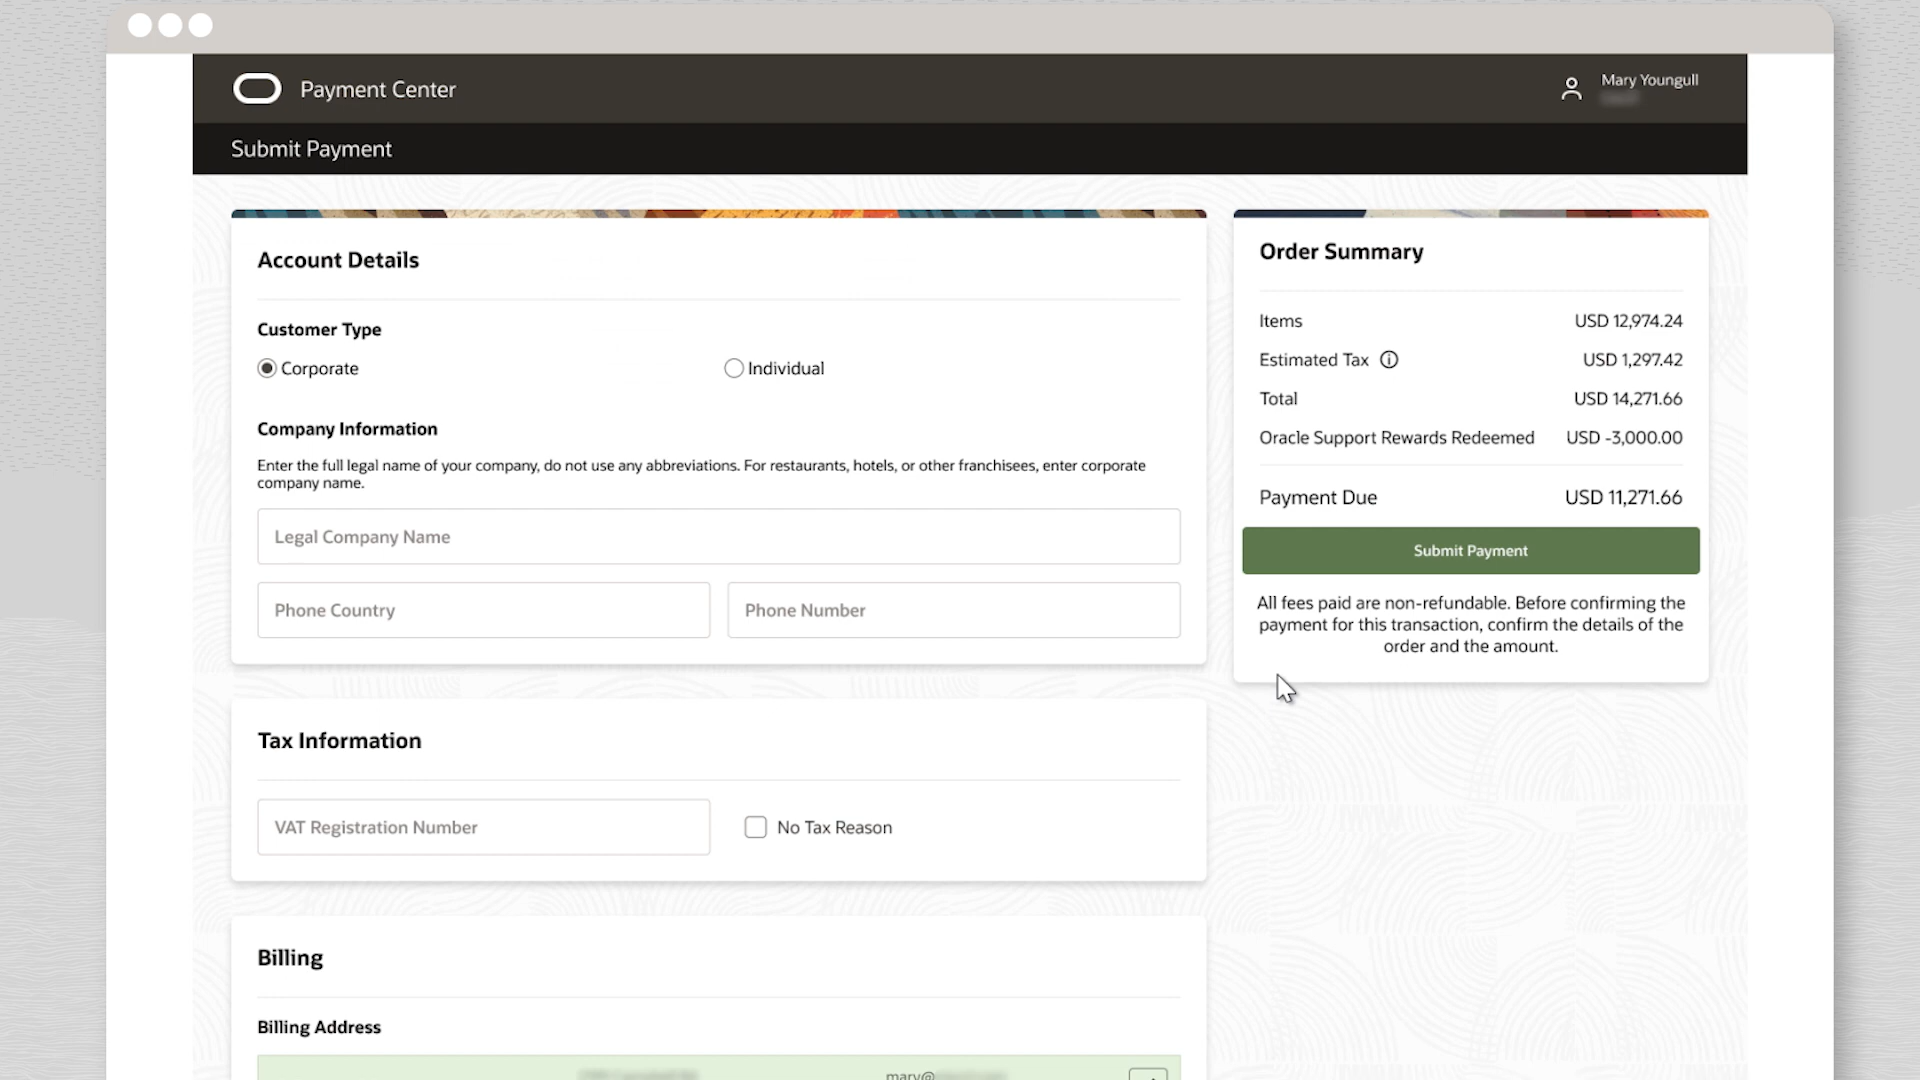 Payment Center
Mary Youngull
Submit Payment
Account Details
Customer Type
Corporate
Individual
Company Information
Enter the full legal name of your company, do not use any abbreviations. For restaurants, hotels, or other franchisees, enter corporate
company name.
Legal Company Name
Phone Country
Phone Number
Order Summary
Items USD 12,974.24
Estimated Tax USD 1,297.42
Total USD 14,271.66
Oracle Support Rewards Redeemed USD -3,000.00
Payment Due USD 11,271.66
Submit Payment
All fees paid are non-refundable. Before confirming the
payment for this transaction, confirm the details of the
order and the amount.
Tax Information
VAT Registration Number
No Tax Reason
Billing
Billing Address
mary@